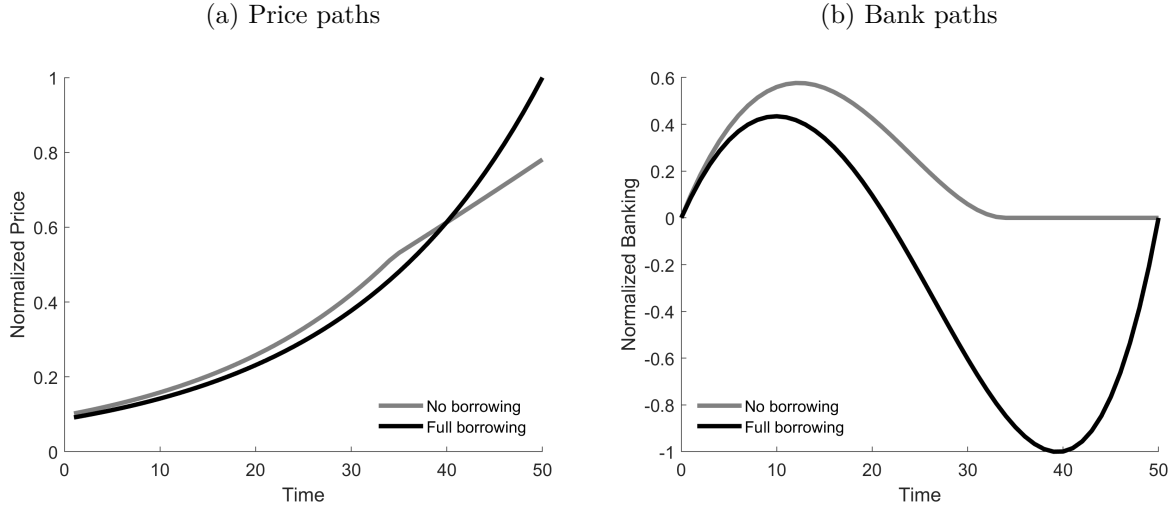 (a) Price paths
Normalized Price
1
0.8
0.6
0.4
0.2
0
0 10 20 30 40 50
Time
No borrowing
Full borrowing
(b) Bank paths
Normalized Banking
0.6
0.4
0.2
0
-0.2
-0.4
-0.6
-0.8
-1
0 10 20 30 40 50
Time
No borrowing
Full borrowing